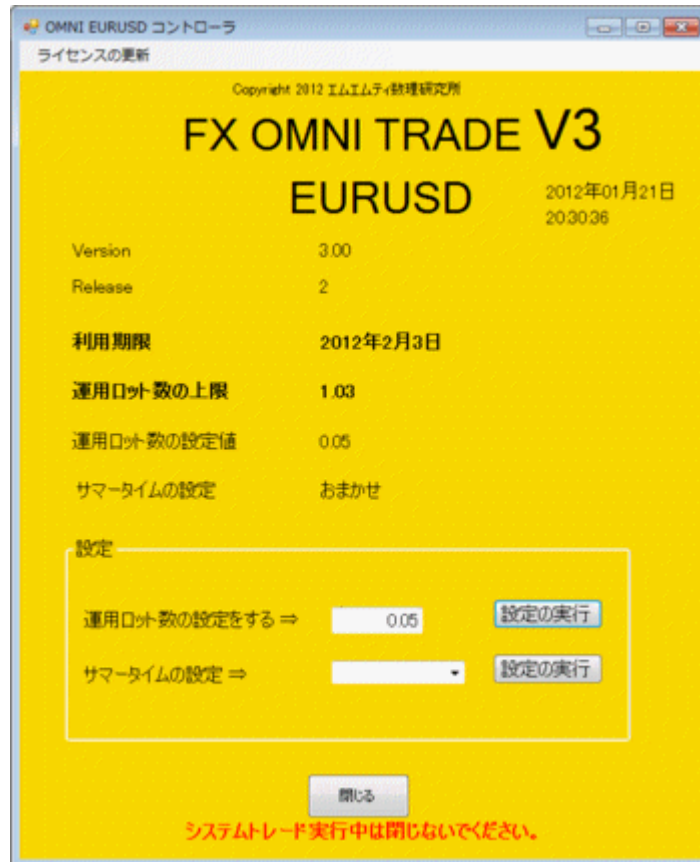 OMNI EURUSD コントローラ
ライセンスの更新
Copyright 2012 エムエムティ数理研究所
FX OMNI TRADE V3
EURUSD
2012年01月21日
20:30:36
Version 3.00
Release 2
利用期限 2012年2月3日
運用ロット数の上限 1.03
運用ロット数の設定値 0.05
サマータイムの設定 おまかせ
設定
運用ロット数の設定をする ⇒ 0.05 設定の実行
サマータイムの設定 ⇒ 設定の実行
閉じる
システムトレード実行中は閉じないでください。